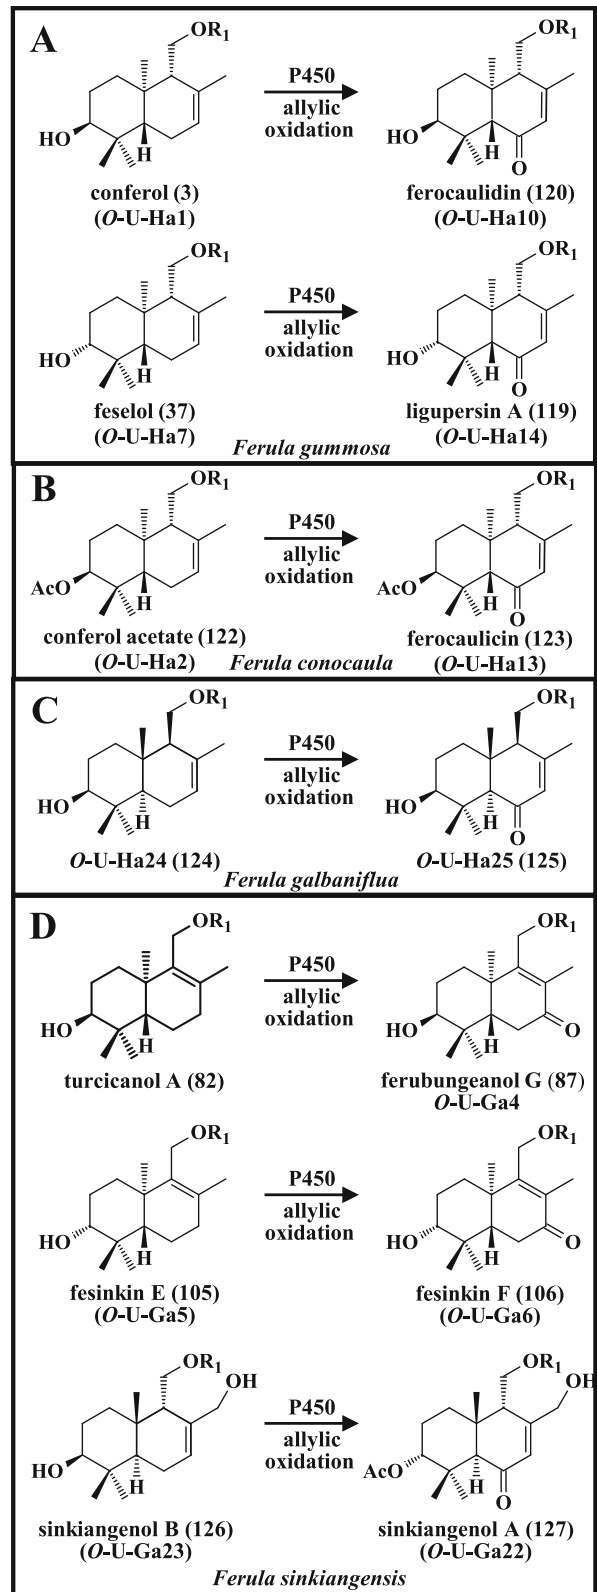 A
OR₁
P450
allylic
oxidation
OR₁
HO
H
HO
H
O
conferol (3)
(O-U-Ha1)
ferocaulidin (120)
(O-U-Ha10)
OR₁
P450
allylic
oxidation
OR₁
HO
H
HO
H
O
feselol (37)
(O-U-Ha7)
ligupersin A (119)
(O-U-Ha14)
Ferula gummosa
B
OR₁
P450
allylic
oxidation
OR₁
AcO
H
AcO
H
O
conferol acetate (122)
(O-U-Ha2)
ferocaulicin (123)
(O-U-Ha13)
Ferula conocaula
C
OR₁
P450
allylic
oxidation
OR₁
HO
H
HO
H
O
O-U-Ha24 (124)
O-U-Ha25 (125)
Ferula galbaniflua
D
OR₁
P450
allylic
oxidation
OR₁
HO
H
HO
H
O
turcicanol A (82)
ferubungeanol G (87)
O-U-Ga4
OR₁
P450
allylic
oxidation
OR₁
HO
H
HO
H
O
fesinkin E (105)
(O-U-Ga5)
fesinkin F (106)
(O-U-Ga6)
OR₁
OH
P450
allylic
oxidation
OR₁
OH
HO
H
AcO
H
O
sinkiangenol B (126)
(O-U-Ga23)
sinkiangenol A (127)
(O-U-Ga22)
Ferula sinkiangensis